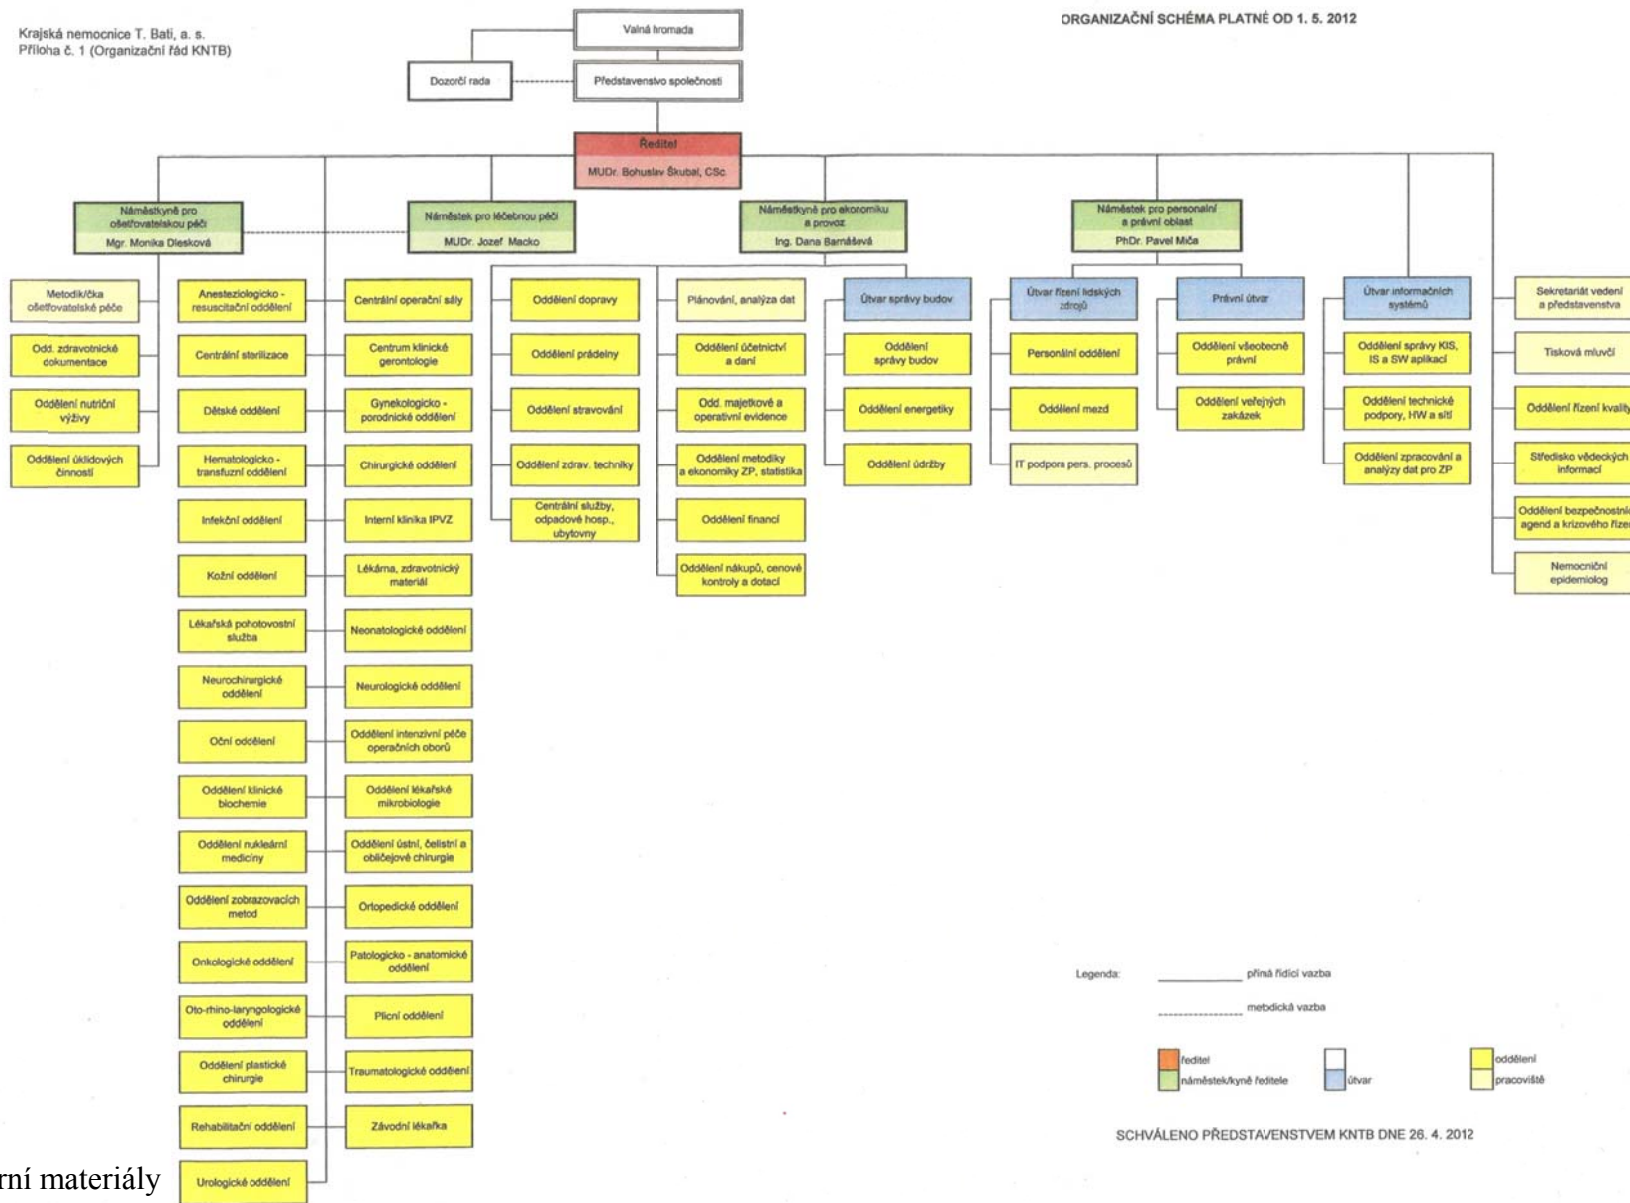 Krajská nemocnice T. Bati, a. s.
Příloha č. 1 (Organizační řád KNTB)
ORGANIZAČNÍ SCHÉMA PLATNÉ OD 1. 5. 2012
Valná hromada
Dozorčí rada
Představenstvo společnosti
Ředitel
MUDr. Bohuslav Škubal, CSc.
Náměstkyně pro
ošetřovatelskou péči
Mgr. Monika Dlesková
Náměstek pro léčebnou péči
MUDr. Jozef Macko
Náměstkyně pro ekonomiku
a provoz
Ing. Dana Barnáševá
Náměstek pro personalní
a právní oblast
PhDr. Pavel Miča
Metodik/čka
ošetřovatelské péče
Odd. zdravotnické
dokumentace
Oddělení nutriční
výživy
Oddělení úklidových
činností
Anesteziologicko -
resuscitační oddělení
Centrální sterilizace
Dětské oddělení
Hematologicko -
transfuzní oddělení
Infekční oddělení
Kožní oddělení
Lékařská pohotovostní
služba
Neurochirurgické
oddělení
Oční oddělení
Oddělení klinické
biochemie
Oddělení nukleární
medicíny
Oddělení zobrazovacích
metod
Onkologické oddělení
Oto-rhino-laryngologické
oddělení
Oddělení plastické
chirurgie
Rehabilitační oddělení
Urologické oddělení
Centrální operační sály
Centrum klinické
gerontologie
Gynekologicko -
porodnické oddělení
Chirurgické oddělení
Interní klinika IPVZ
Lékárna, zdravotnický
materiál
Neonatologické oddělení
Neurologické oddělení
Oddělení intenzivní péče
operačních oborů
Oddělení lékařské
mikrobiologie
Oddělení ústní, čelistní a
obličejové chirurgie
Ortopedické oddělení
Patologicko - anatomické
oddělení
Plicní oddělení
Traumatologické oddělení
Závodní lékařka
Oddělení dopravy
Oddělení prádelny
Oddělení stravování
Oddělení zdrav. techniky
Centrální služby,
odpadové hosp.,
ubytovny
Plánování, analýza dat
Oddělení účetnictví
a daní
Odd. majetkové a
operativní evidence
Oddělení metodiky
a ekonomiky ZP, statistika
Oddělení financí
Oddělení nákupů, cenové
kontroly a dotací
Útvar správy budov
Oddělení
správy budov
Oddělení energetiky
Oddělení údržby
Útvar řízení lidských
zdrojů
Personální oddělení
Oddělení mezd
IT podpora pers. procesů
Právní útvar
Oddělení všeobecně
právní
Oddělení veřejných
zakázek
Útvar informačních
systémů
Oddělení správy KIS,
IS a SW aplikací
Oddělení technické
podpory, HW a sítí
Oddělení zpracování a
analýzy dat pro ZP
Sekretariát vedení
a představenstva
Tisková mluvčí
Oddělení řízení kvality
Středisko vědeckých
informací
Oddělení bezpečnostníc
agend a krizového řízen
Nemocniční
epidemiolog
Legenda:
přímá řídící vazba
metodická vazba
ředitel
náměstek/kyně ředitele
útvar
oddělení
pracoviště
SCHVÁLENO PŘEDSTAVENSTVEM KNTB DNE 26. 4. 2012
rní materiály